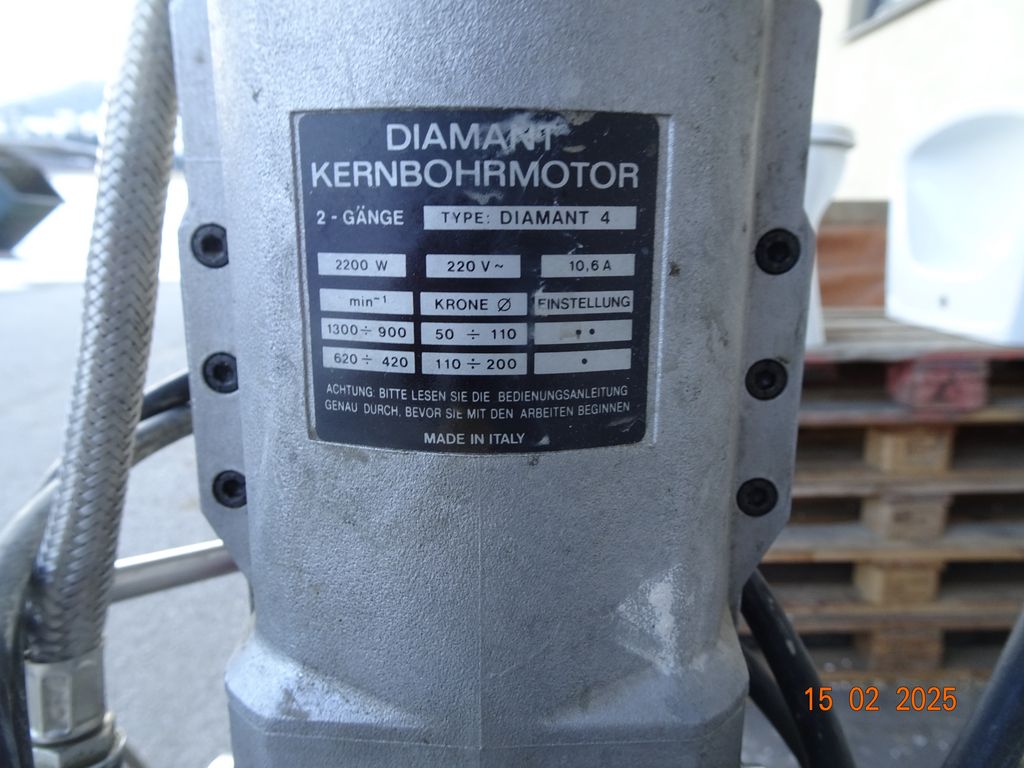 DIAMANT
KERNBOHRMOTOR
2 - GÄNGE TYPE: DIAMANT 4
2200 W 220 V ~ 10,6 A
min⁻¹ KRONE Ø EINSTELLUNG
1300 ÷ 900 50 ÷ 110 • •
620 ÷ 420 110 ÷ 200 •
ACHTUNG: BITTE LESEN SIE DIE BEDIENUNGSANLEITUNG
GENAU DURCH, BEVOR SIE MIT DEN ARBEITEN BEGINNEN
MADE IN ITALY
15 02 2025